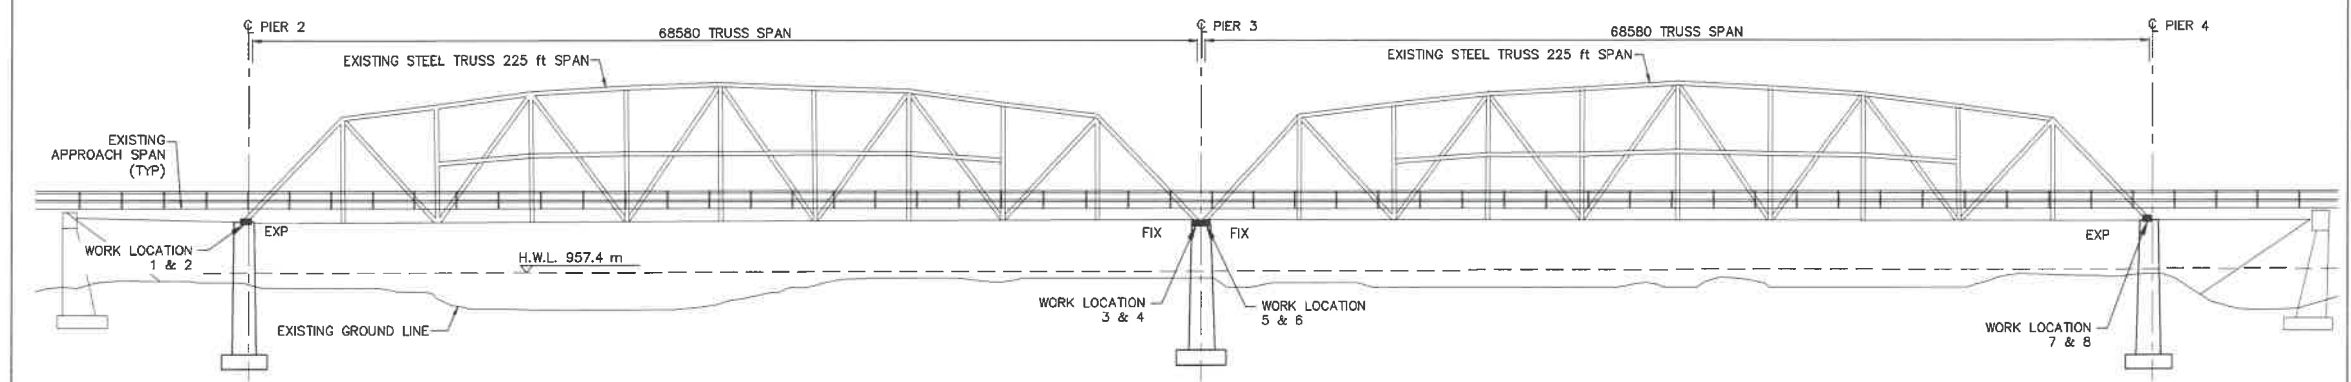 ℄ PIER 2
68580 TRUSS SPAN
℄ PIER 3
68580 TRUSS SPAN
℄ PIER 4
EXISTING STEEL TRUSS 225 ft SPAN
EXISTING STEEL TRUSS 225 ft SPAN
EXISTING
APPROACH SPAN
(TYP)
EXP
FIX
FIX
EXP
WORK LOCATION
1 & 2
H.W.L. 957.4 m
WORK LOCATION
3 & 4
WORK LOCATION
5 & 6
EXISTING GROUND LINE
WORK LOCATION
7 & 8